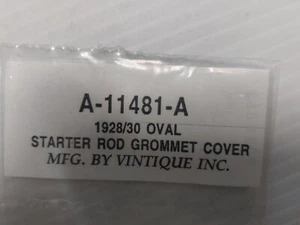 A-11481-A
1928/30 OVAL
STARTER ROD GROMMET COVER
MFG. BY VINTIQUE INC.